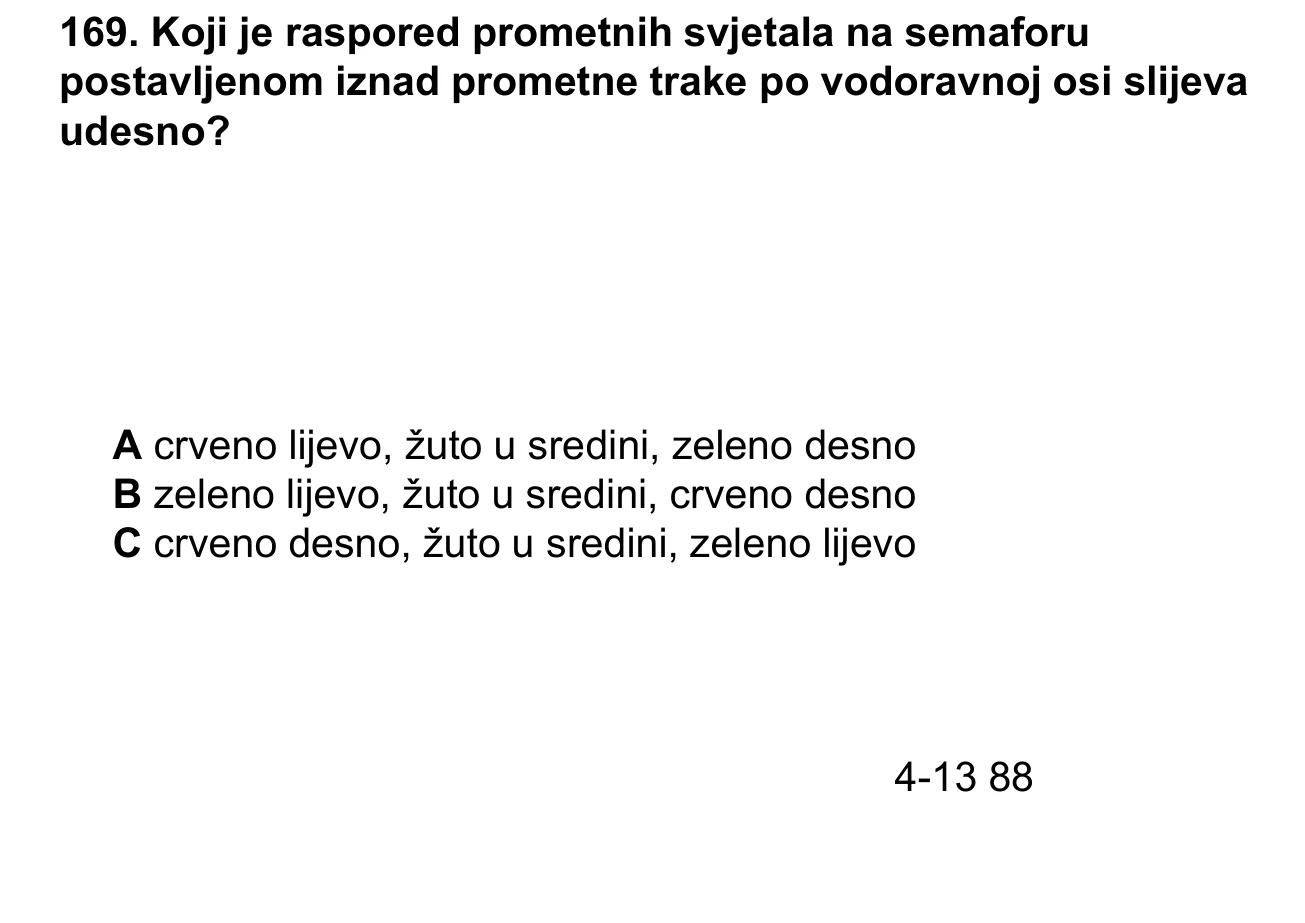 169. Koji je raspored prometnih svjetala na semaforu
postavljenom iznad prometne trake po vodoravnoj osi slijeva
udesno?
A crveno lijevo, žuto u sredini, zeleno desno
B zeleno lijevo, žuto u sredini, crveno desno
C crveno desno, žuto u sredini, zeleno lijevo
4-13 88